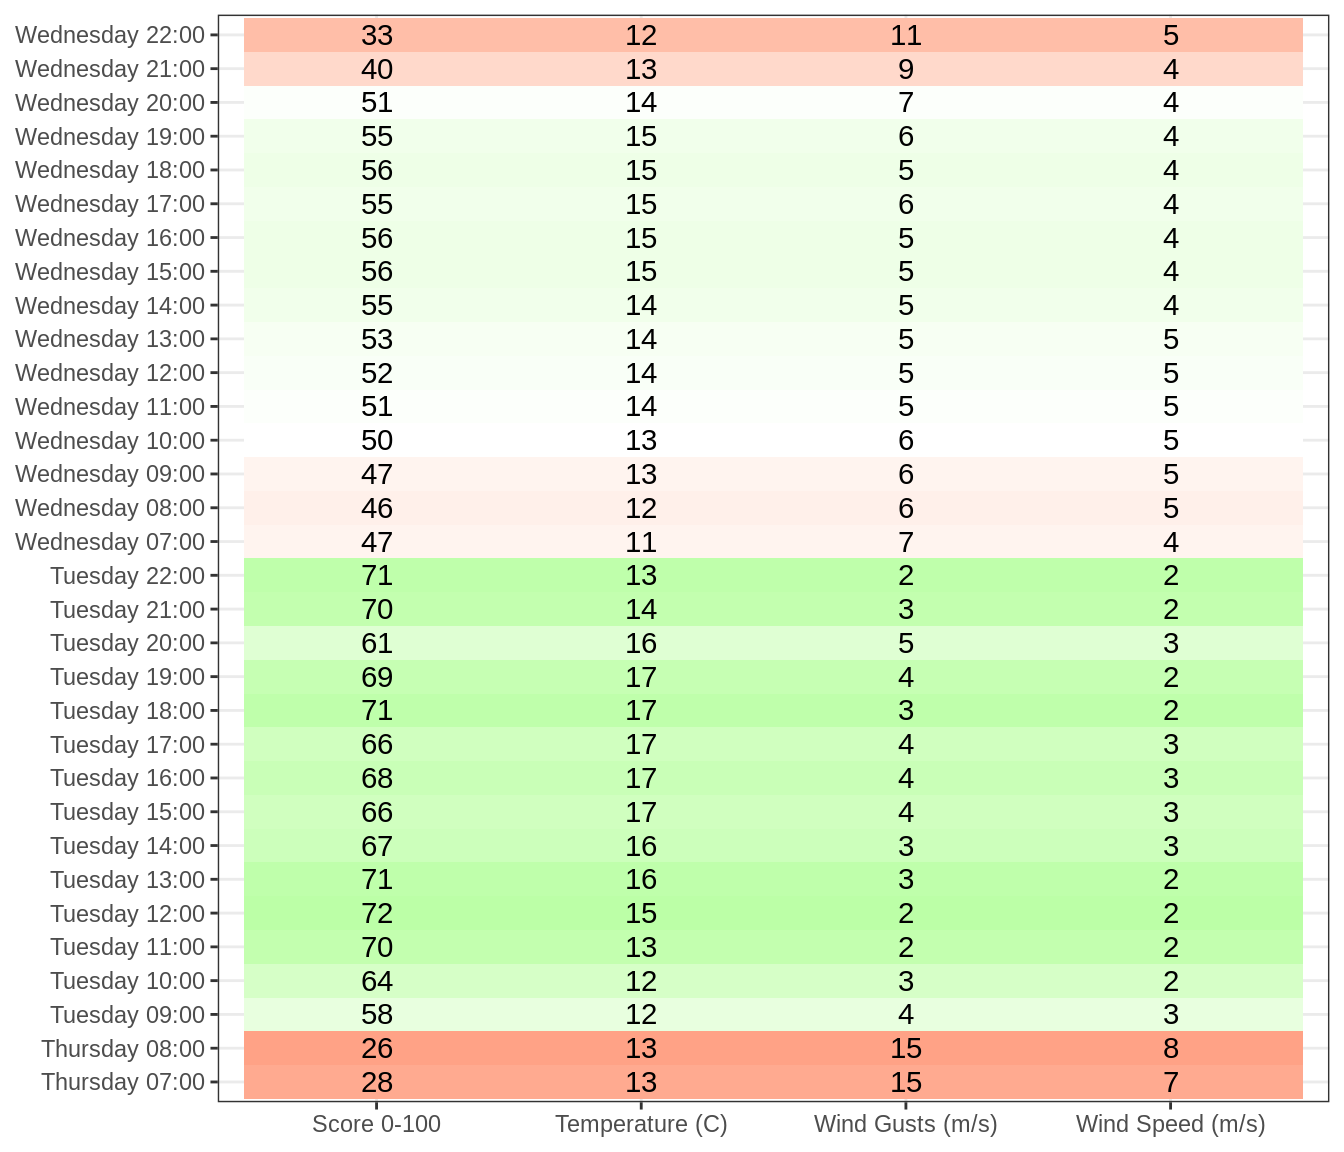 Wednesday 22:00 33 12 11 5
Wednesday 21:00 40 13 9 4
Wednesday 20:00 51 14 7 4
Wednesday 19:00 55 15 6 4
Wednesday 18:00 56 15 5 4
Wednesday 17:00 55 15 6 4
Wednesday 16:00 56 15 5 4
Wednesday 15:00 56 15 5 4
Wednesday 14:00 55 14 5 4
Wednesday 13:00 53 14 5 5
Wednesday 12:00 52 14 5 5
Wednesday 11:00 51 14 5 5
Wednesday 10:00 50 13 6 5
Wednesday 09:00 47 13 6 5
Wednesday 08:00 46 12 6 5
Wednesday 07:00 47 11 7 4
Tuesday 22:00 71 13 2 2
Tuesday 21:00 70 14 3 2
Tuesday 20:00 61 16 5 3
Tuesday 19:00 69 17 4 2
Tuesday 18:00 71 17 3 2
Tuesday 17:00 66 17 4 3
Tuesday 16:00 68 17 4 3
Tuesday 15:00 66 17 4 3
Tuesday 14:00 67 16 3 3
Tuesday 13:00 71 16 3 2
Tuesday 12:00 72 15 2 2
Tuesday 11:00 70 13 2 2
Tuesday 10:00 64 12 3 2
Tuesday 09:00 58 12 4 3
Thursday 08:00 26 13 15 8
Thursday 07:00 28 13 15 7
Score 0-100 Temperature (C) Wind Gusts (m/s) Wind Speed (m/s)